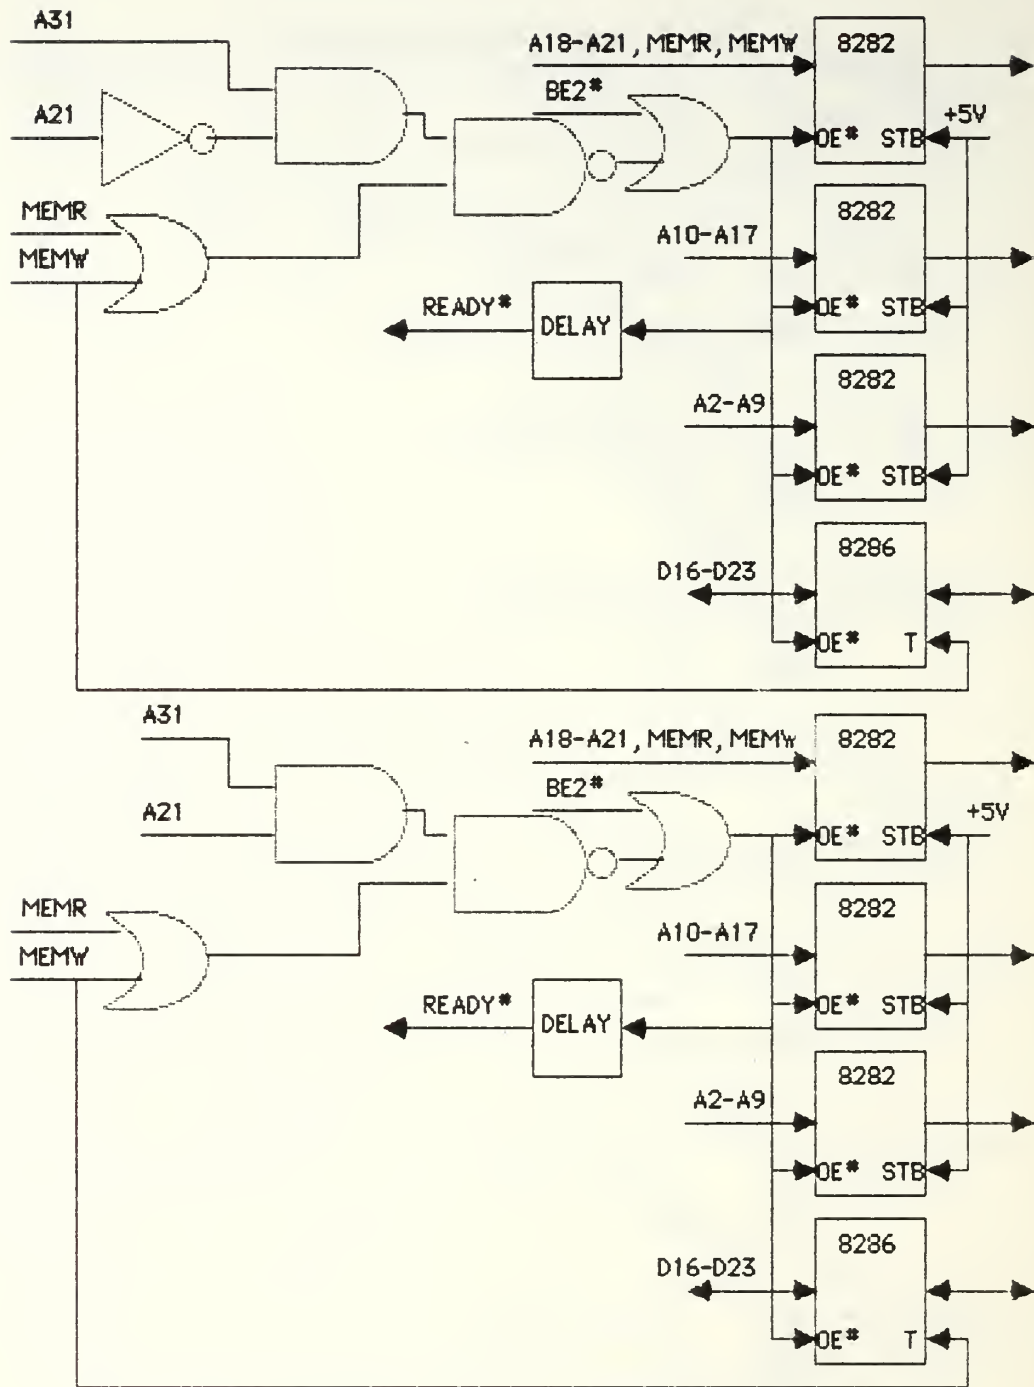 A31
A18-A21, MEMR, MEMW
8282
BE2*
A21
+5V
OE* STB
MEMR
8282
A10-A17
MEMW
READY*
DELAY
OE* STB
8282
A2-A9
OE* STB
8286
D16-D23
OE* T
A31
A18-A21, MEMR, MEMW
8282
BE2*
A21
+5V
OE* STB
MEMR
8282
A10-A17
MEMW
READY*
DELAY
OE* STB
8282
A2-A9
OE* STB
8286
D16-D23
OE* T